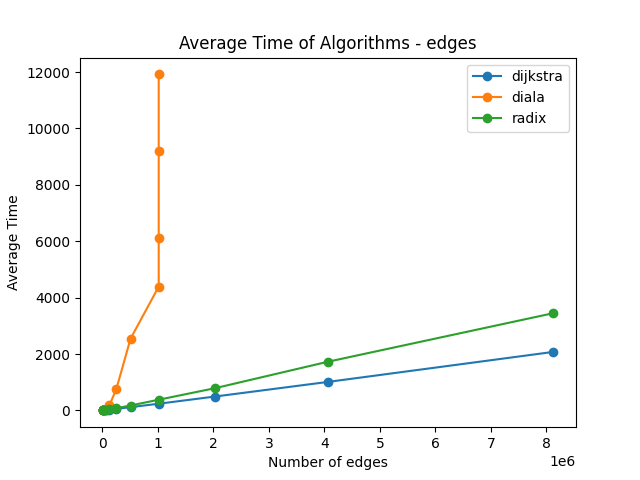 Average Time of Algorithms - edges
12000
10000
8000
6000
4000
2000
0
Average Time
dijkstra
diala
radix
0 1 2 3 4 5 6 7 8
1e6
Number of edges